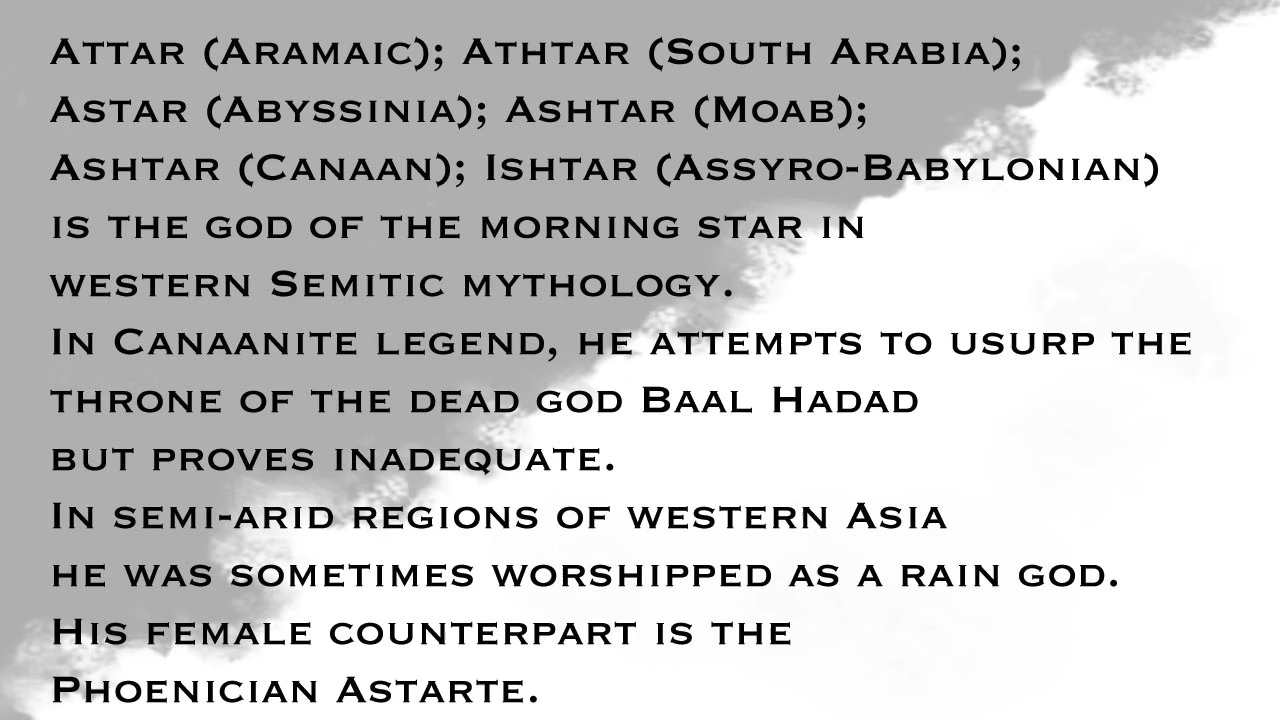 Attar (Aramaic); Athtar (South Arabia);
Astar (Abyssinia); Ashtar (Moab);
Ashtar (Canaan); Ishtar (Assyro-Babylonian)
is the god of the morning star in
western Semitic mythology.
In Canaanite legend, he attempts to usurp the
throne of the dead god Baal Hadad
but proves inadequate.
In semi-arid regions of western Asia
he was sometimes worshipped as a rain god.
His female counterpart is the
Phoenician Astarte.